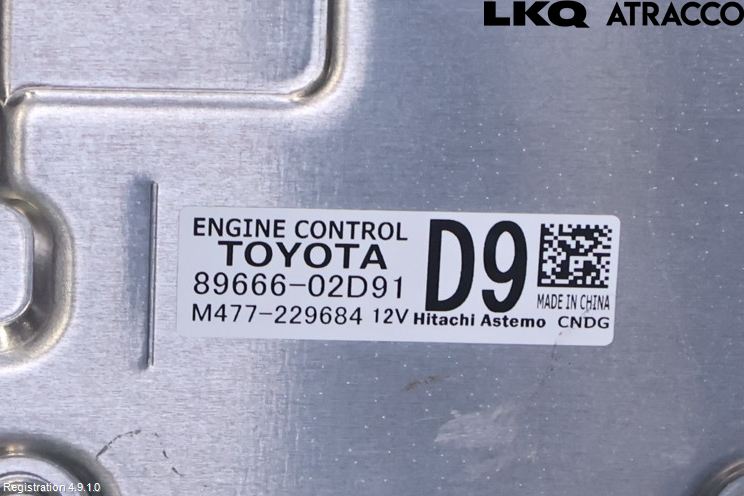 LKQ ATRACCO
ENGINE CONTROL
TOYOTA
89666-02D91
D9
MADE IN CHINA
M477-229684 12V Hitachi Astemo CNDG
Registration 4.9.1.0